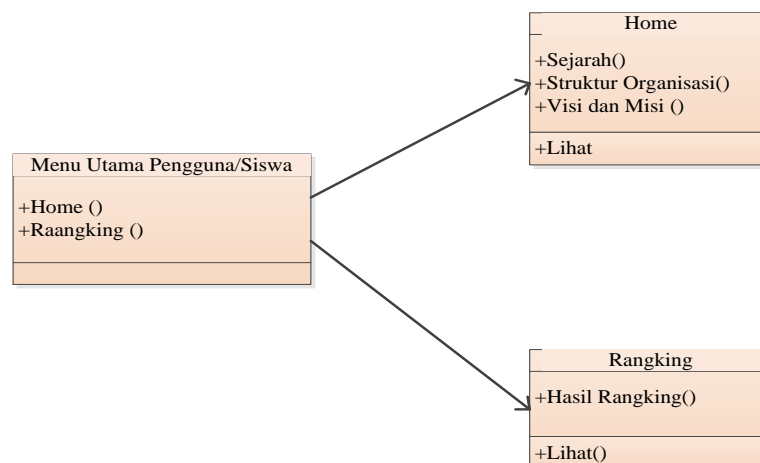 Home
+Sejarah()
+Struktur Organisasi()
+Visi dan Misi ()
+Lihat
Menu Utama Pengguna/Siswa
+Home ()
+Raangking ()
Rangking
+Hasil Rangking()
+Lihat()